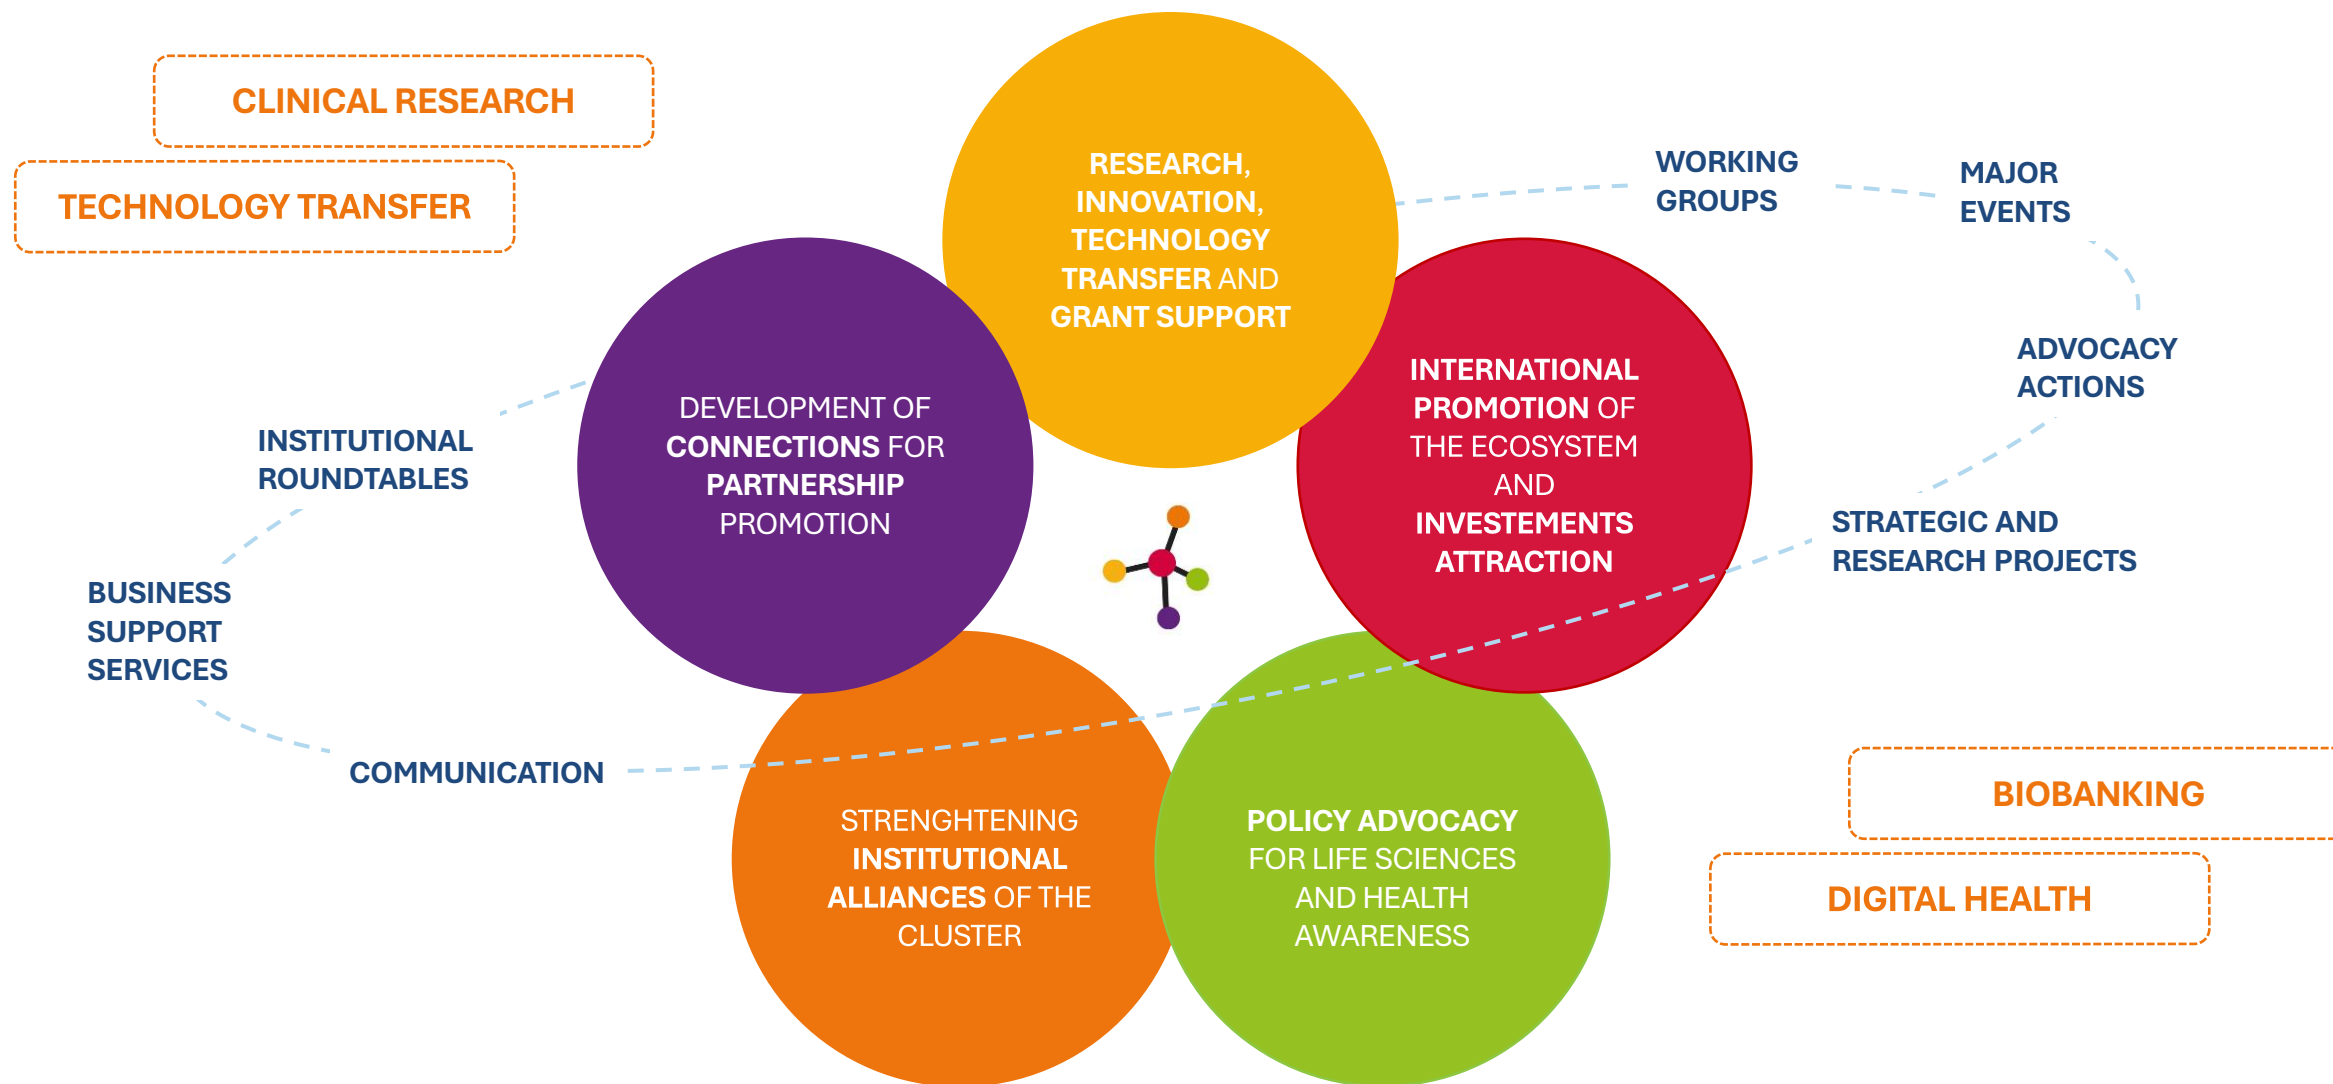 CLINICAL RESEARCH
TECHNOLOGY TRANSFER
RESEARCH,
INNOVATION,
TECHNOLOGY
TRANSFER AND
GRANT SUPPORT
WORKING
GROUPS
MAJOR
EVENTS
ADVOCACY
ACTIONS
INTERNATIONAL
PROMOTION OF
THE ECOSYSTEM
AND
INVESTEMENTS
ATTRACTION
DEVELOPMENT OF
CONNECTIONS FOR
PARTNERSHIP
PROMOTION
INSTITUTIONAL
ROUNDTABLES
STRATEGIC AND
RESEARCH PROJECTS
BUSINESS
SUPPORT
SERVICES
COMMUNICATION
STRENGHTENING
INSTITUTIONAL
ALLIANCES OF THE
CLUSTER
POLICY ADVOCACY
FOR LIFE SCIENCES
AND HEALTH
AWARENESS
BIOBANKING
DIGITAL HEALTH